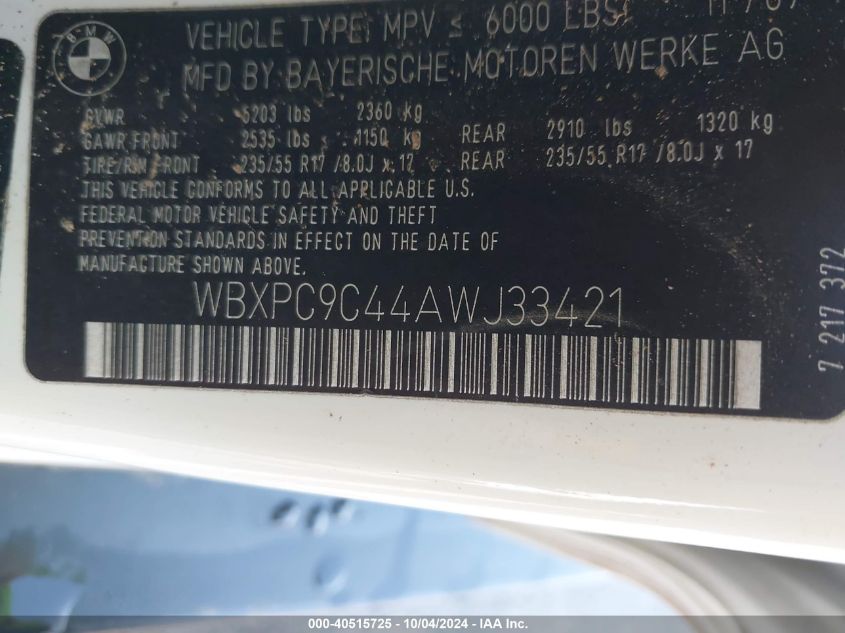 BMW
VEHICLE TYPE: MPV ≤ 6000 LBS/
MFD BY BAYERISCHE MOTOREN WERKE AG
GVWR 5203 lbs 2360 kg
GAWR FRONT 2535 lbs 1150 kg REAR 2910 lbs 1320 kg
TIRE/RIM FRONT 235/55 R17 /8.0J x 17 REAR 235/55 R17 /8.0J x 17
THIS VEHICLE CONFORMS TO ALL APPLICABLE U.S.
FEDERAL MOTOR VEHICLE SAFETY AND THEFT
PREVENTION STANDARDS IN EFFECT ON THE DATE OF
MANUFACTURE SHOWN ABOVE
WBXPC9C44AWJ33421
7 217 372
000-40515725 - 10/04/2024 - IAA, Inc.